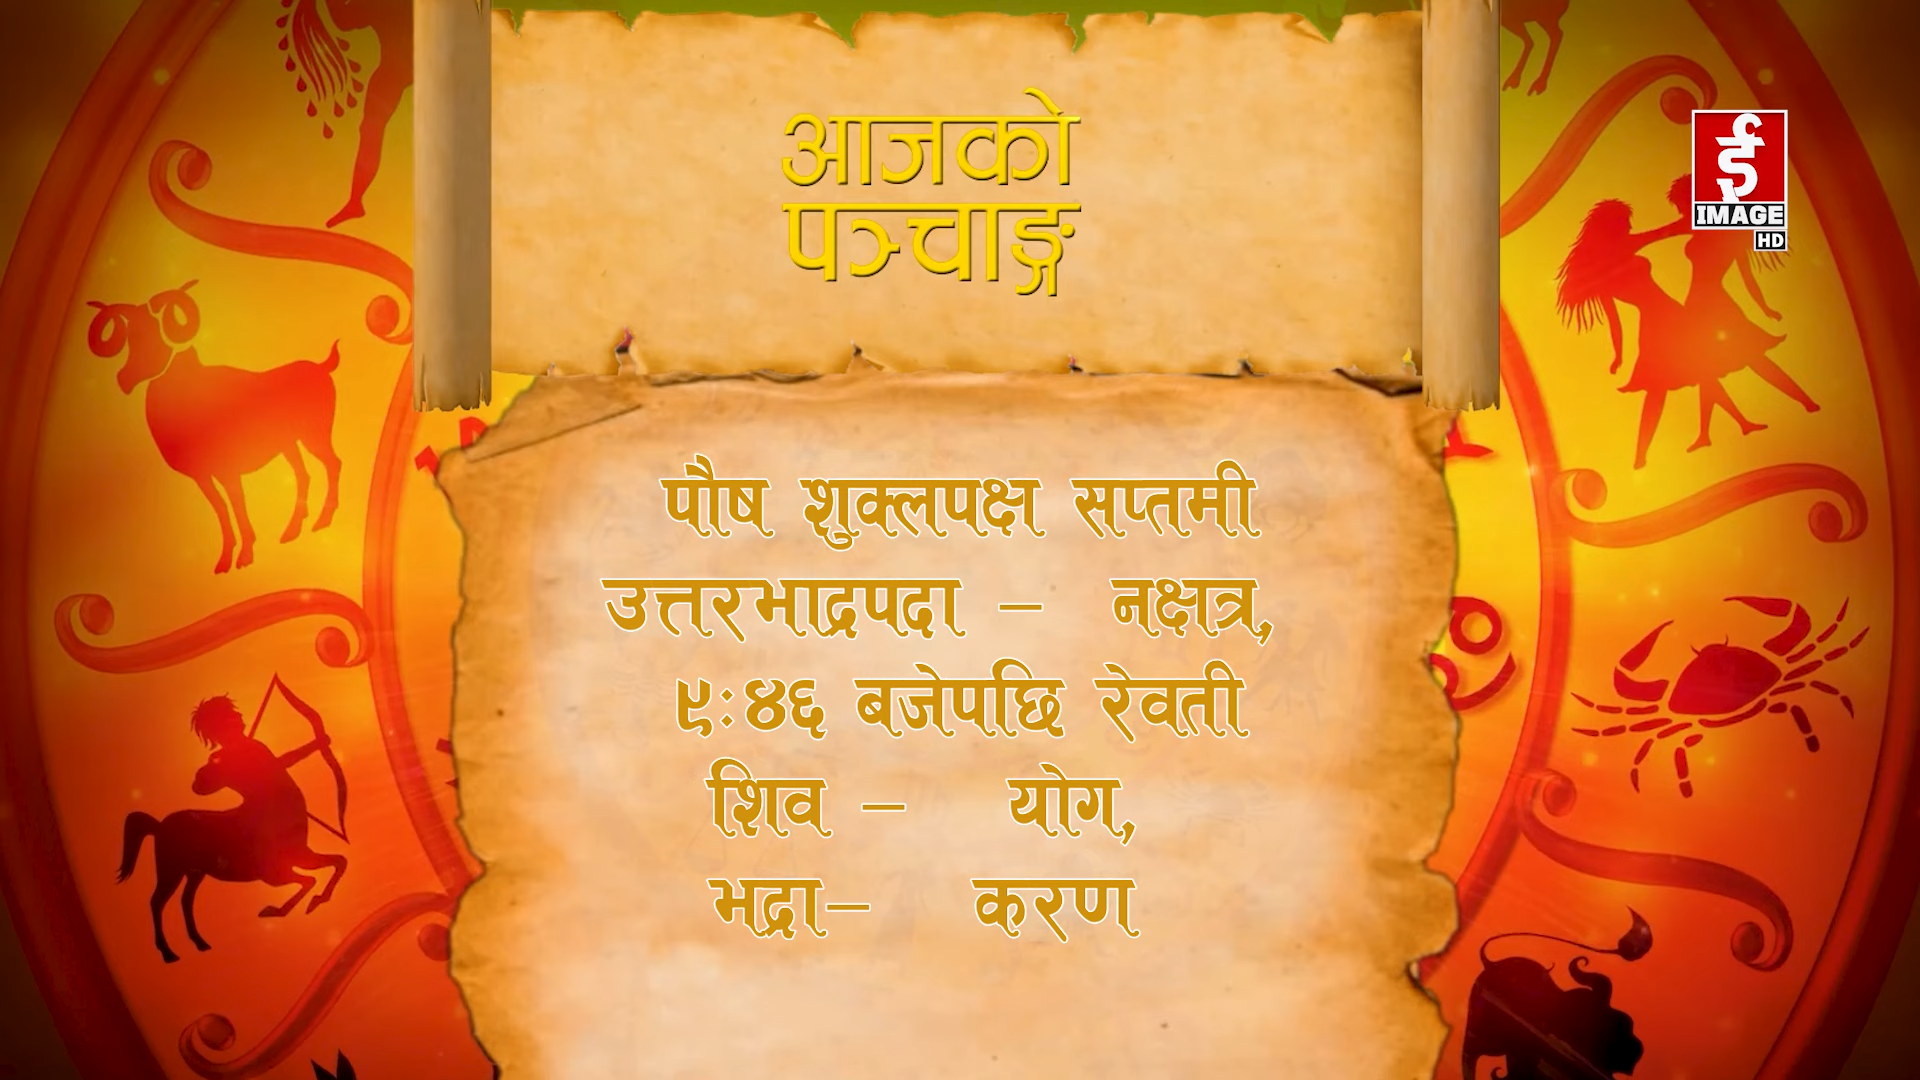 आजको
पञ्चाङ्ग
ई
IMAGE
HD
पौष शुक्लपक्ष सप्तमी
उत्तरभाद्रपदा – नक्षत्र,
९:४६ बजेपछि रेवती
शिव – योग,
भद्रा– करण